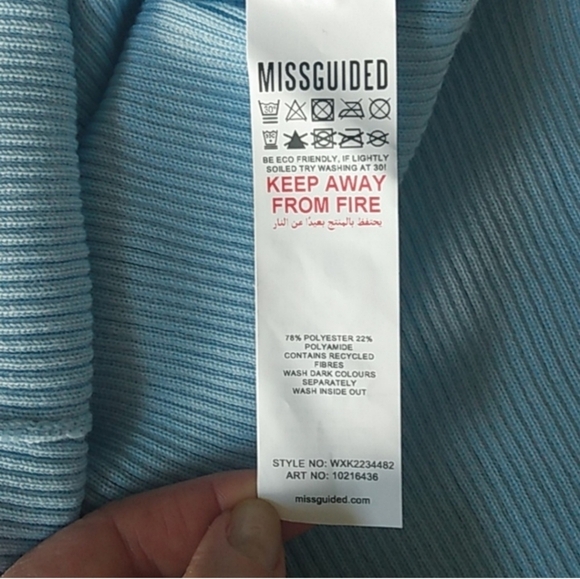 MISSGUIDED
30°
BE ECO FRIENDLY, IF LIGHTLY
SOILED TRY WASHING AT 30!
KEEP AWAY
FROM FIRE
يحتفظ بالمنتج بعيدًا عن النار
78% POLYESTER 22%
POLYAMIDE
CONTAINS RECYCLED
FIBRES
WASH DARK COLOURS
SEPARATELY
WASH INSIDE OUT
STYLE NO: WXK2234482
ART NO: 10216436
missguided.com